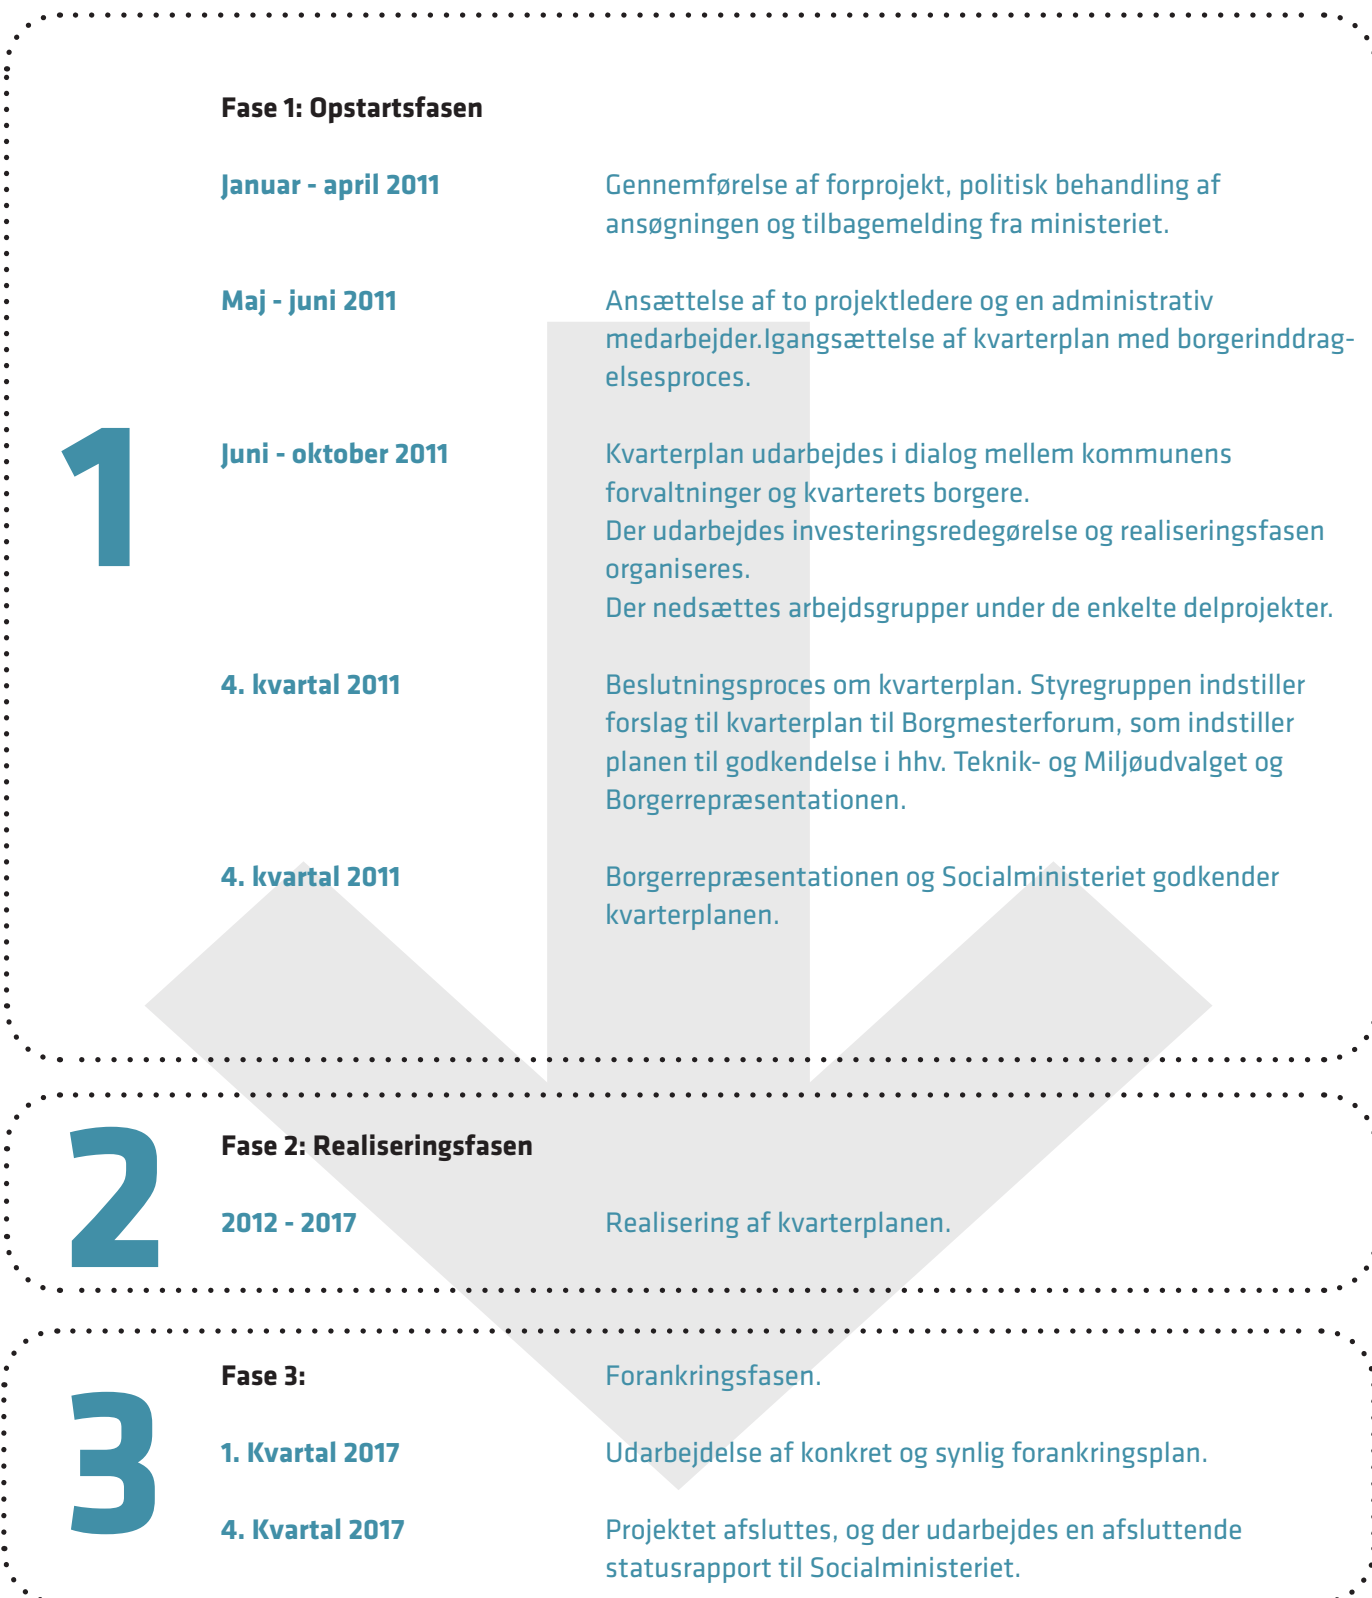 Fase 1: Opstartsfasen
Januar - april 2011
Gennemførelse af forprojekt, politisk behandling af
ansøgningen og tilbagemelding fra ministeriet.
Maj - juni 2011
Ansættelse af to projektledere og en administrativ
medarbejder.Igangsættelse af kvarterplan med borgerinddrag-
elsesproces.
1
Juni - oktober 2011
Kvarterplan udarbejdes i dialog mellem kommunens
forvaltninger og kvarterets borgere.
Der udarbejdes investeringsredegørelse og realiseringsfasen
organiseres.
Der nedsættes arbejdsgrupper under de enkelte delprojekter.
4. kvartal 2011
Beslutningsproces om kvarterplan. Styregruppen indstiller
forslag til kvarterplan til Borgmesterforum, som indstiller
planen til godkendelse i hhv. Teknik- og Miljøudvalget og
Borgerrepræsentationen.
4. kvartal 2011
Borgerrepræsentationen og Socialministeriet godkender
kvarterplanen.
2
Fase 2: Realiseringsfasen
2012 - 2017
Realisering af kvarterplanen.
3
Fase 3:
Forankringsfasen.
1. Kvartal 2017
Udarbejdelse af konkret og synlig forankringsplan.
4. Kvartal 2017
Projektet afsluttes, og der udarbejdes en afsluttende
statusrapport til Socialministeriet.